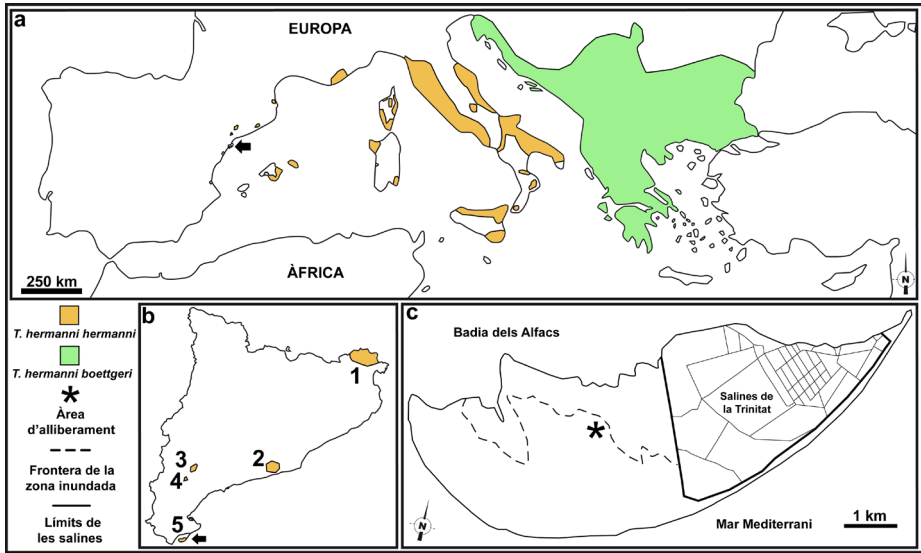 a
EUROPA
ÀFRICA
250 km
N
T. hermanni hermanni
T. hermanni boettgeri
*
Àrea
d'alliberament
Frontera de la
zona inundada
Límits de
les salines
b
1
2
3
4
5
c
Badia dels Alfacs
Salines de
la Trinitat
*
N
Mar Mediterrani
1 km